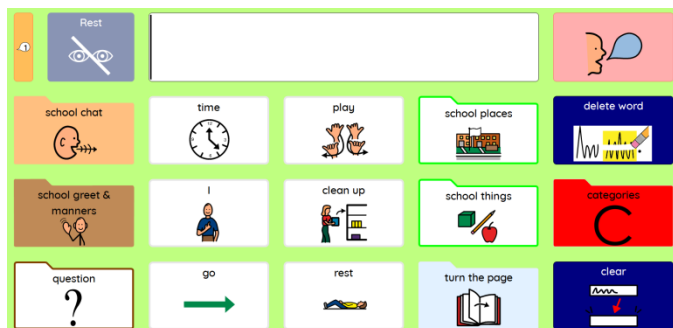 1
Rest
school chat
time
play
school places
delete word
school greet &
manners
I
clean up
school things
categories
C
question
?
go
rest
turn the page
clear